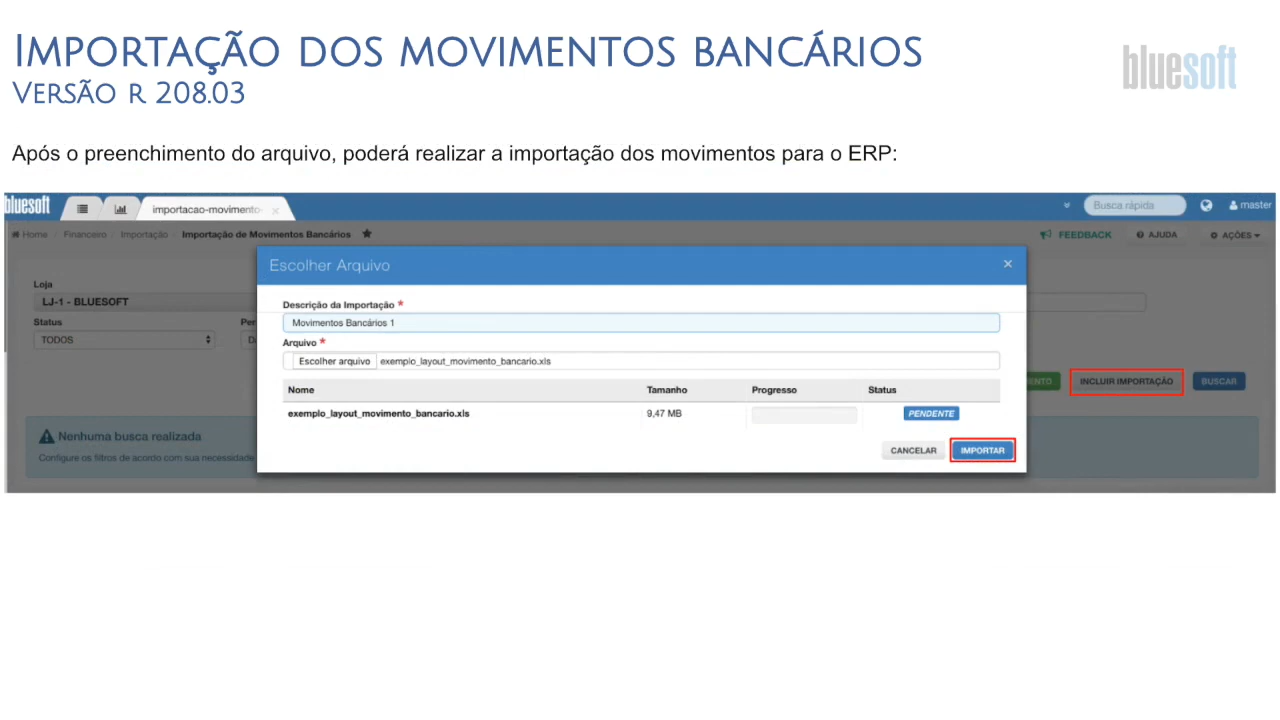 Importação dos movimentos bancários
Versão r 208.03
bluesoft
Após o preenchimento do arquivo, poderá realizar a importação dos movimentos para o ERP:
bluesoft
importacao-movimento-
Busca rápida
master
Home / Financeiro / Importação / Importação de Movimentos Bancários
FEEDBACK
AJUDA
AÇÕES
Escolher Arquivo
Loja
LJ-1 - BLUESOFT
Descrição da Importação *
Movimentos Bancários 1
Status
Per
TODOS
Arquivo *
Escolher arquivo exemplo_layout_movimento_bancario.xls
Nome Tamanho Progresso Status
exemplo_layout_movimento_bancario.xls 9,47 MB PENDENTE
ENTO
INCLUIR IMPORTAÇÃO
BUSCAR
Nenhuma busca realizada
Configure os filtros de acordo com sua necessidade
CANCELAR
IMPORTAR